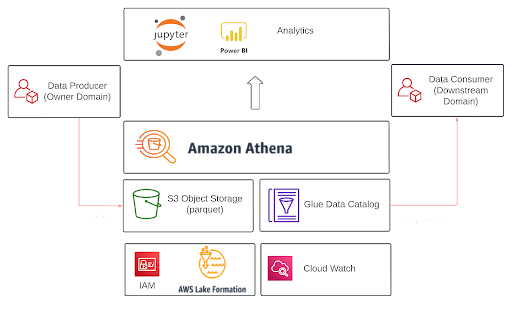 jupyter
Power BI
Analytics
Data Producer
(Owner Domain)
Data Consumer
(Downstream
Domain)
Amazon Athena
S3 Object Storage
(parquet)
Glue Data Catalog
IAM
AWS Lake Formation
Cloud Watch